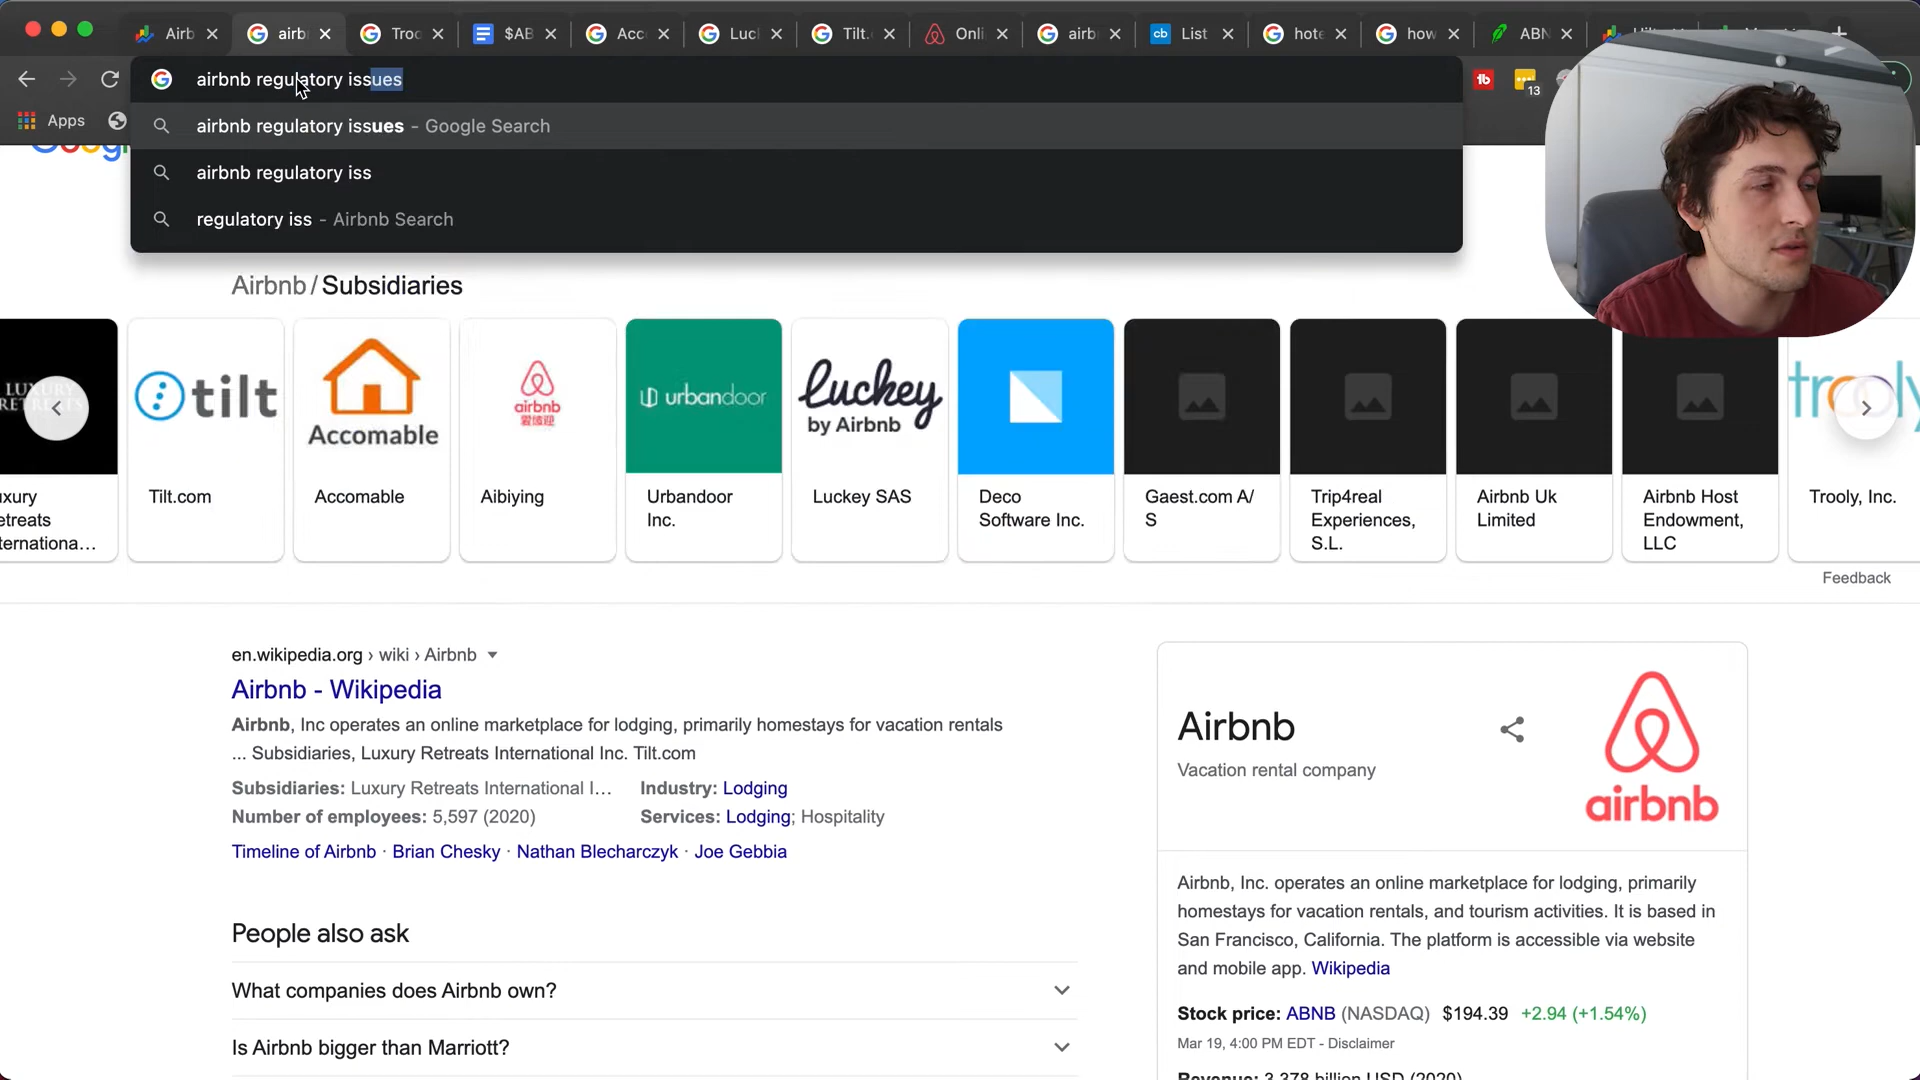 Airb
airb
Troo
$AB
Acco
Luck
Tilt.c
Onli
airb
cb List
hote
how
ABN
airbnb regulatory issues
13
Apps
airbnb regulatory issues - Google Search
airbnb regulatory iss
regulatory iss - Airbnb Search
Airbnb / Subsidiaries
tilt
Accomable
airbnb
爱彼迎
urbandoor
luckey
by Airbnb
trooly
Tilt.com
Accomable
Aibiying
Urbandoor
Inc.
Luckey SAS
Deco
Software Inc.
Gaest.com A/
S
Trip4real
Experiences,
S.L.
Airbnb Uk
Limited
Airbnb Host
Endowment,
LLC
Trooly, Inc.
Feedback
en.wikipedia.org › wiki › Airbnb
Airbnb - Wikipedia
Airbnb, Inc operates an online marketplace for lodging, primarily homestays for vacation rentals
... Subsidiaries, Luxury Retreats International Inc. Tilt.com
Subsidiaries: Luxury Retreats International I...
Industry: Lodging
Number of employees: 5,597 (2020)
Services: Lodging; Hospitality
Timeline of Airbnb · Brian Chesky · Nathan Blecharczyk · Joe Gebbia
People also ask
What companies does Airbnb own?
Is Airbnb bigger than Marriott?
Airbnb
Vacation rental company
airbnb
Airbnb, Inc. operates an online marketplace for lodging, primarily
homestays for vacation rentals, and tourism activities. It is based in
San Francisco, California. The platform is accessible via website
and mobile app. Wikipedia
Stock price: ABNB (NASDAQ) $194.39 +2.94 (+1.54%)
Mar 19, 4:00 PM EDT - Disclaimer
Revenue: 3.378 billion USD (2020)